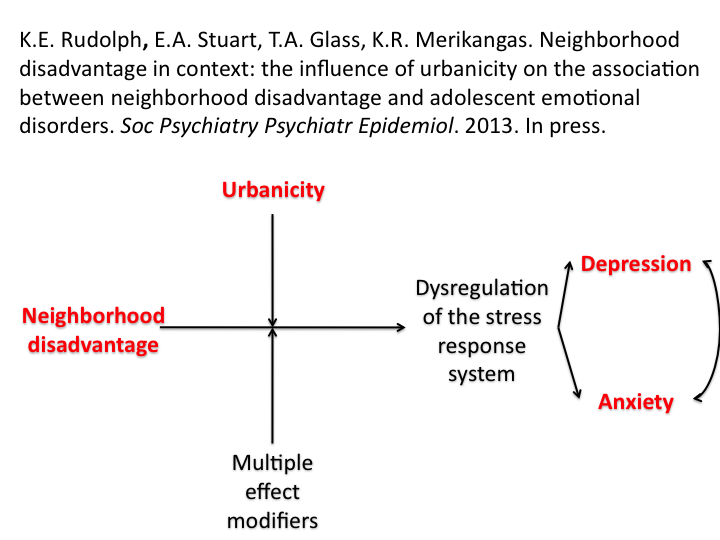 K.E. Rudolph, E.A. Stuart, T.A. Glass, K.R. Merikangas. Neighborhood
disadvantage in context: the influence of urbanicity on the association
between neighborhood disadvantage and adolescent emotional
disorders. Soc Psychiatry Psychiatr Epidemiol. 2013. In press.
Urbanicity
Neighborhood
disadvantage
Dysregulation
of the stress
response
system
Depression
Anxiety
Multiple
effect
modifiers